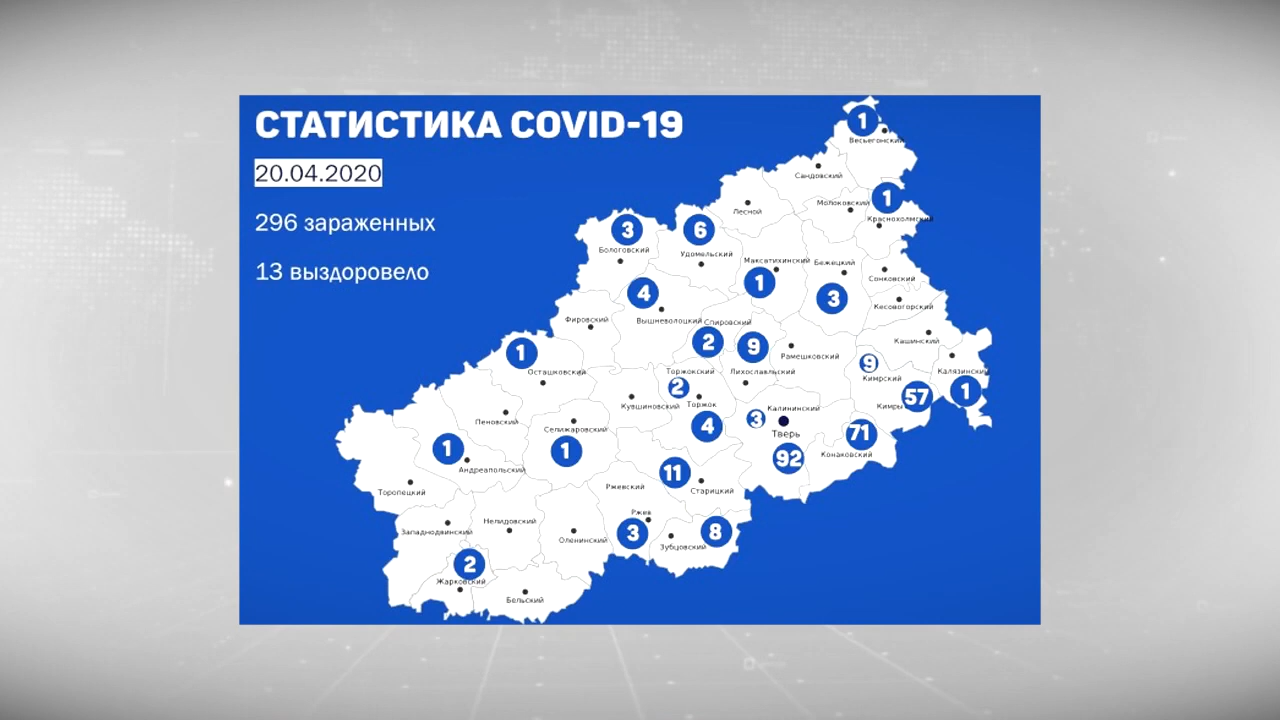 СТАТИСТИКА COVID-19
20.04.2020
296 зараженных
13 выздоровело
1
Весьегонский
Сандовский
1
Молоковский
Лесной
Краснохолмский
3
6
Бологовский
Удомельский
Максатихинский
Бежецкий
Сонковский
1
4
3
Кесовогорский
Фировский
Вышневолоцкий
Спировский
Кашинский
2
9
1
Рамешковский
9
Осташковский
Торжокский
Лихославльский
Калязинский
Кимрский
2
1
57
Кувшиновский
Торжок
Калининский
Кимры
3
Пеновский
4
Селижаровский
Тверь
71
1
1
Конаковский
92
Андреапольский
11
Торопецкий
Ржевский
Старицкий
Ржев
Нелидовский
Западнодвинский
3
8
Оленинский
Зубцовский
2
Жарковский
Бельский